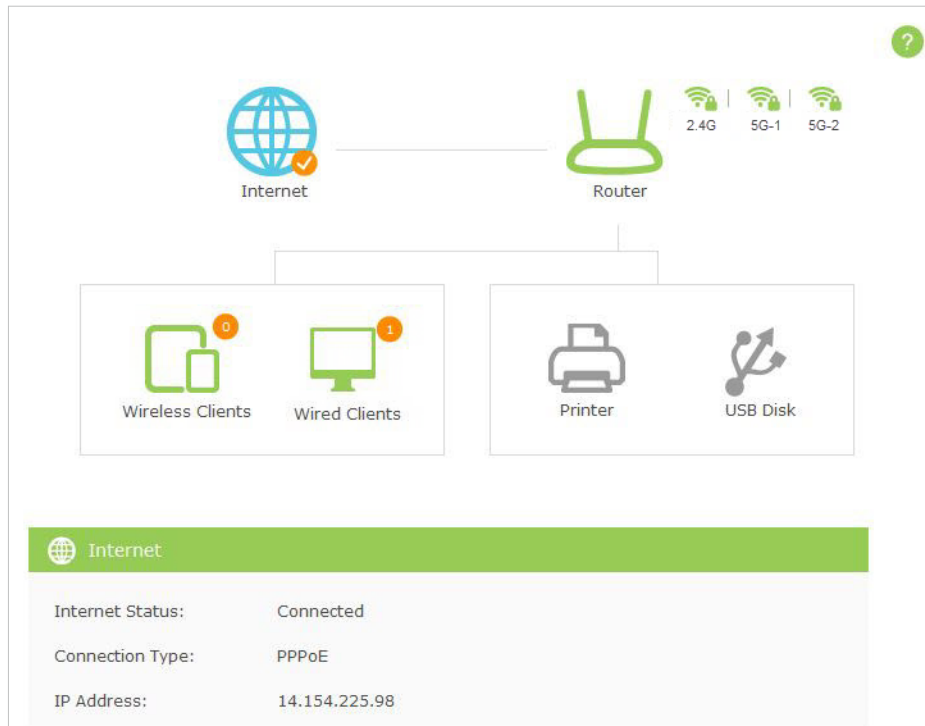 ?
2.4G 5G-1 5G-2
Internet
Router
0
1
Wireless Clients
Wired Clients
Printer
USB Disk
Internet
Internet Status: Connected
Connection Type: PPPoE
IP Address: 14.154.225.98